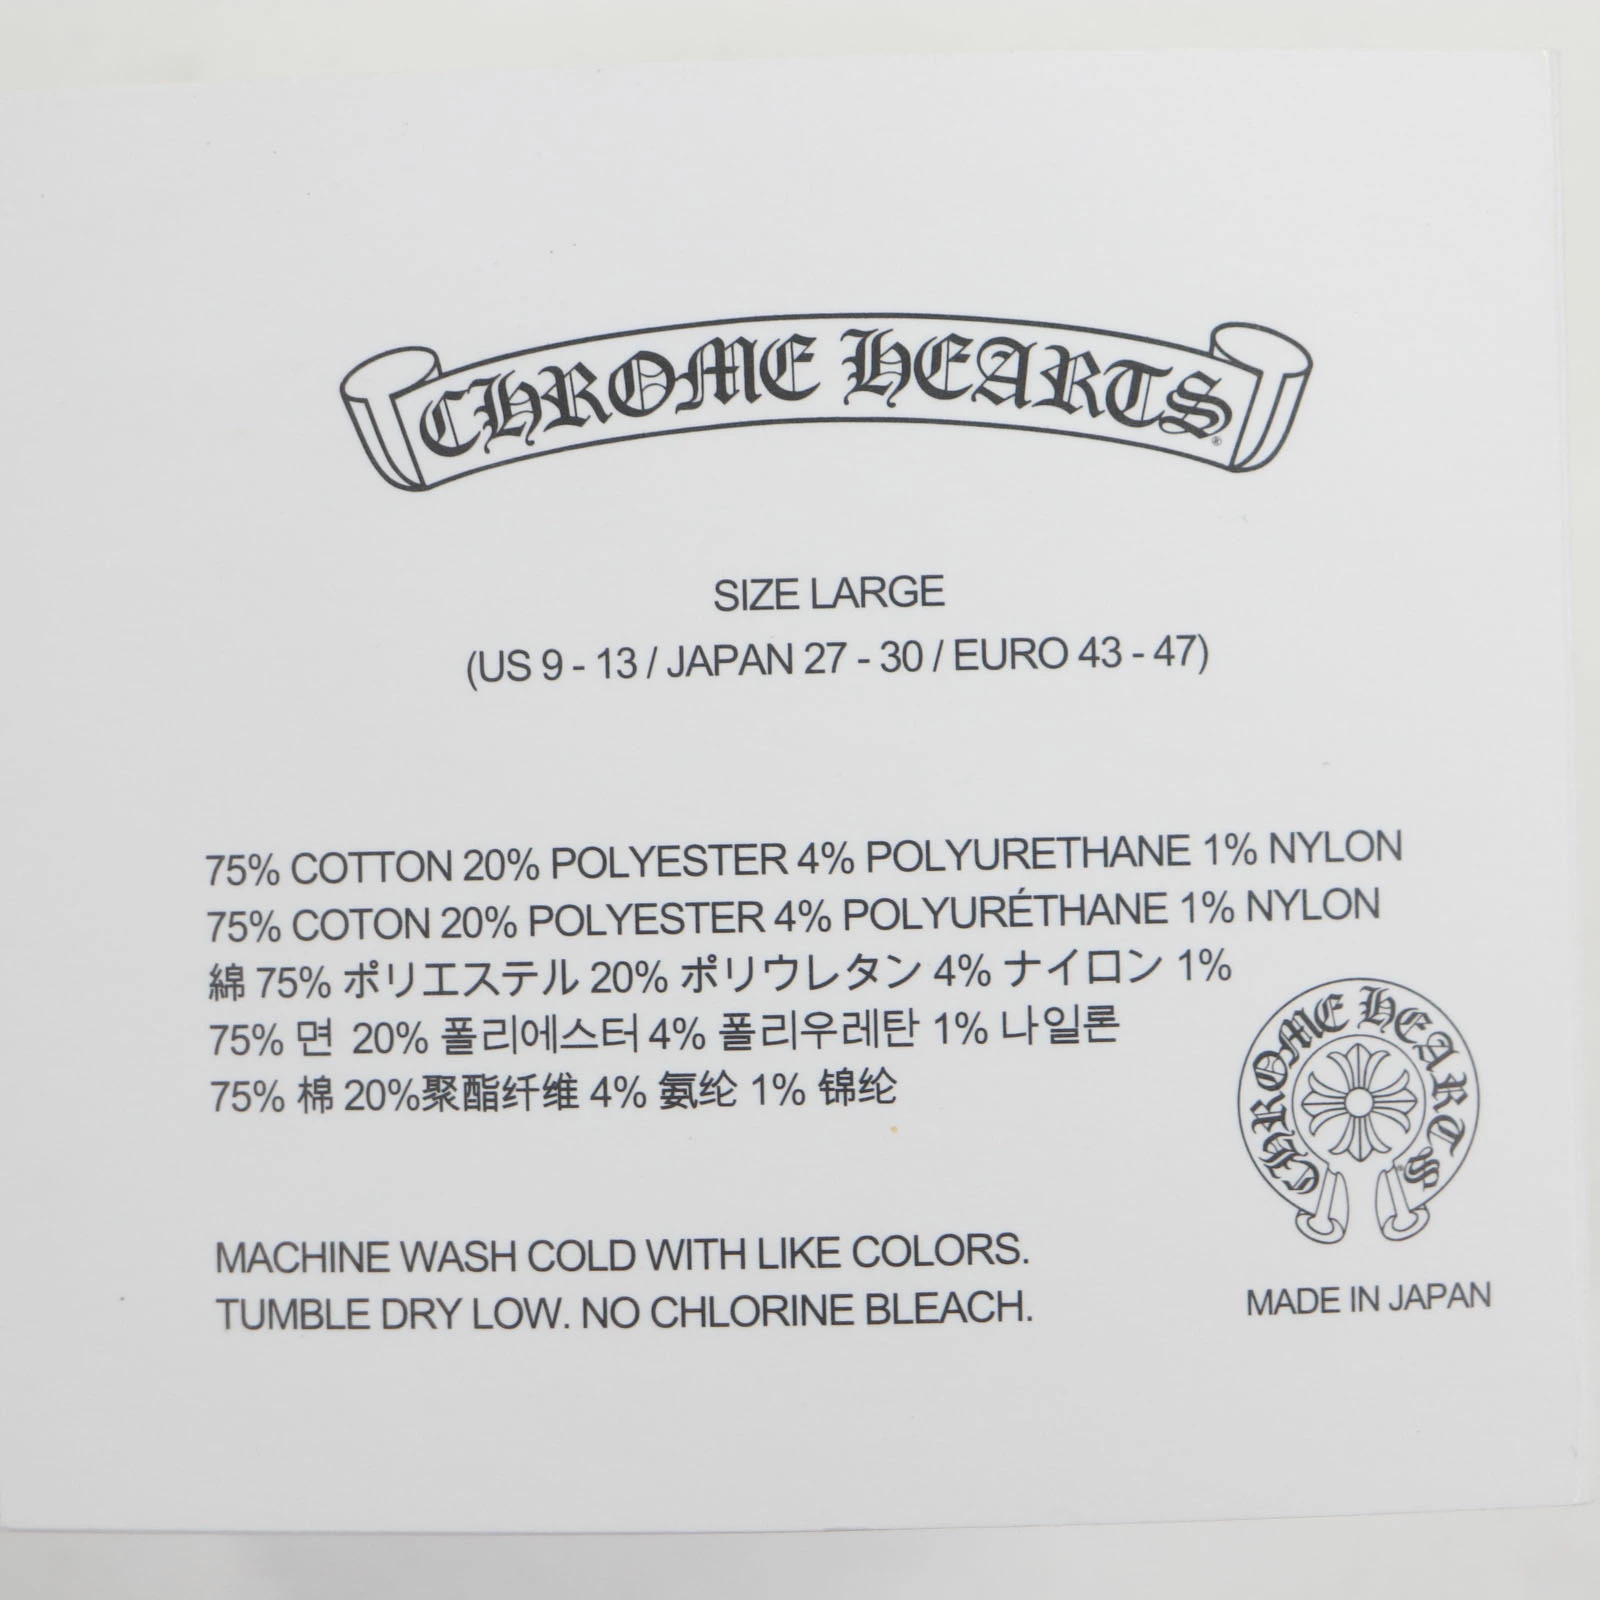 CHROME HEARTS®
SIZE LARGE
(US 9 - 13 / JAPAN 27 - 30 / EURO 43 - 47)
75% COTTON 20% POLYESTER 4% POLYURETHANE 1% NYLON
75% COTON 20% POLYESTER 4% POLYURÉTHANE 1% NYLON
綿 75% ポリエステル 20% ポリウレタン 4% ナイロン 1%
75% 면 20% 폴리에스터 4% 폴리우레탄 1% 나일론
75% 棉 20%聚酯纤维 4% 氨纶 1% 锦纶
CHROME HEARTS
MACHINE WASH COLD WITH LIKE COLORS.
TUMBLE DRY LOW. NO CHLORINE BLEACH.
MADE IN JAPAN